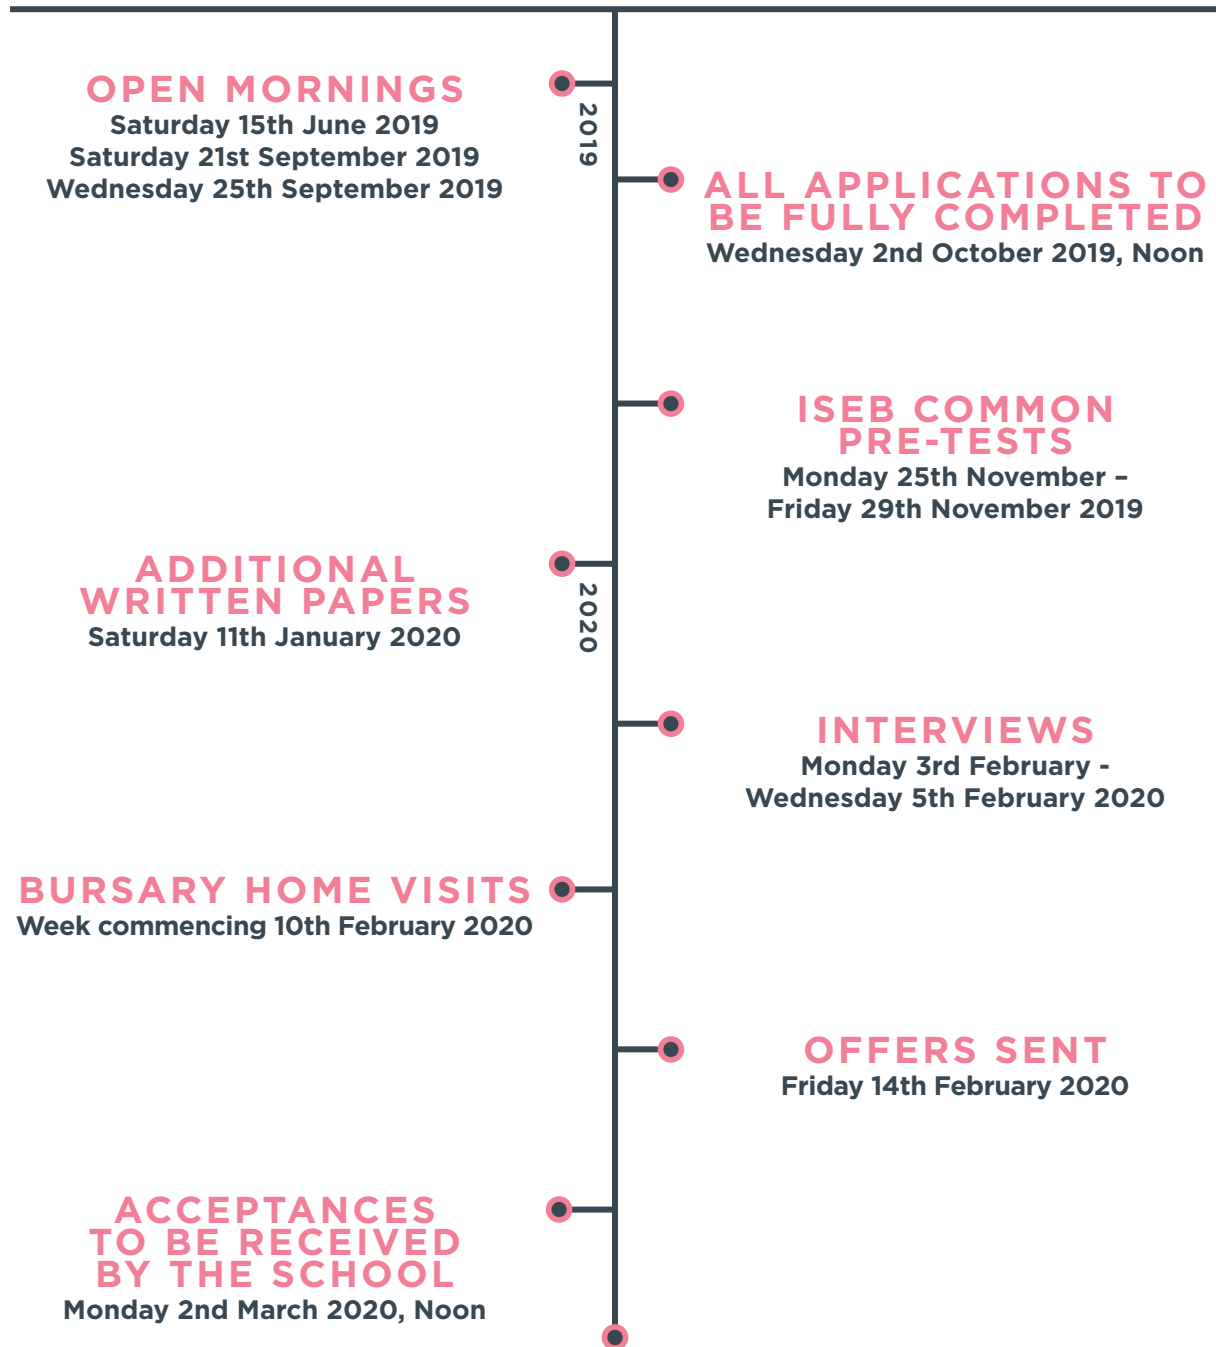 OPEN MORNINGS
Saturday 15th June 2019
Saturday 21st September 2019
Wednesday 25th September 2019
2019
ALL APPLICATIONS TO
BE FULLY COMPLETED
Wednesday 2nd October 2019, Noon
ISEB COMMON
PRE-TESTS
Monday 25th November –
Friday 29th November 2019
ADDITIONAL
WRITTEN PAPERS
Saturday 11th January 2020
2020
INTERVIEWS
Monday 3rd February -
Wednesday 5th February 2020
BURSARY HOME VISITS
Week commencing 10th February 2020
OFFERS SENT
Friday 14th February 2020
ACCEPTANCES
TO BE RECEIVED
BY THE SCHOOL
Monday 2nd March 2020, Noon